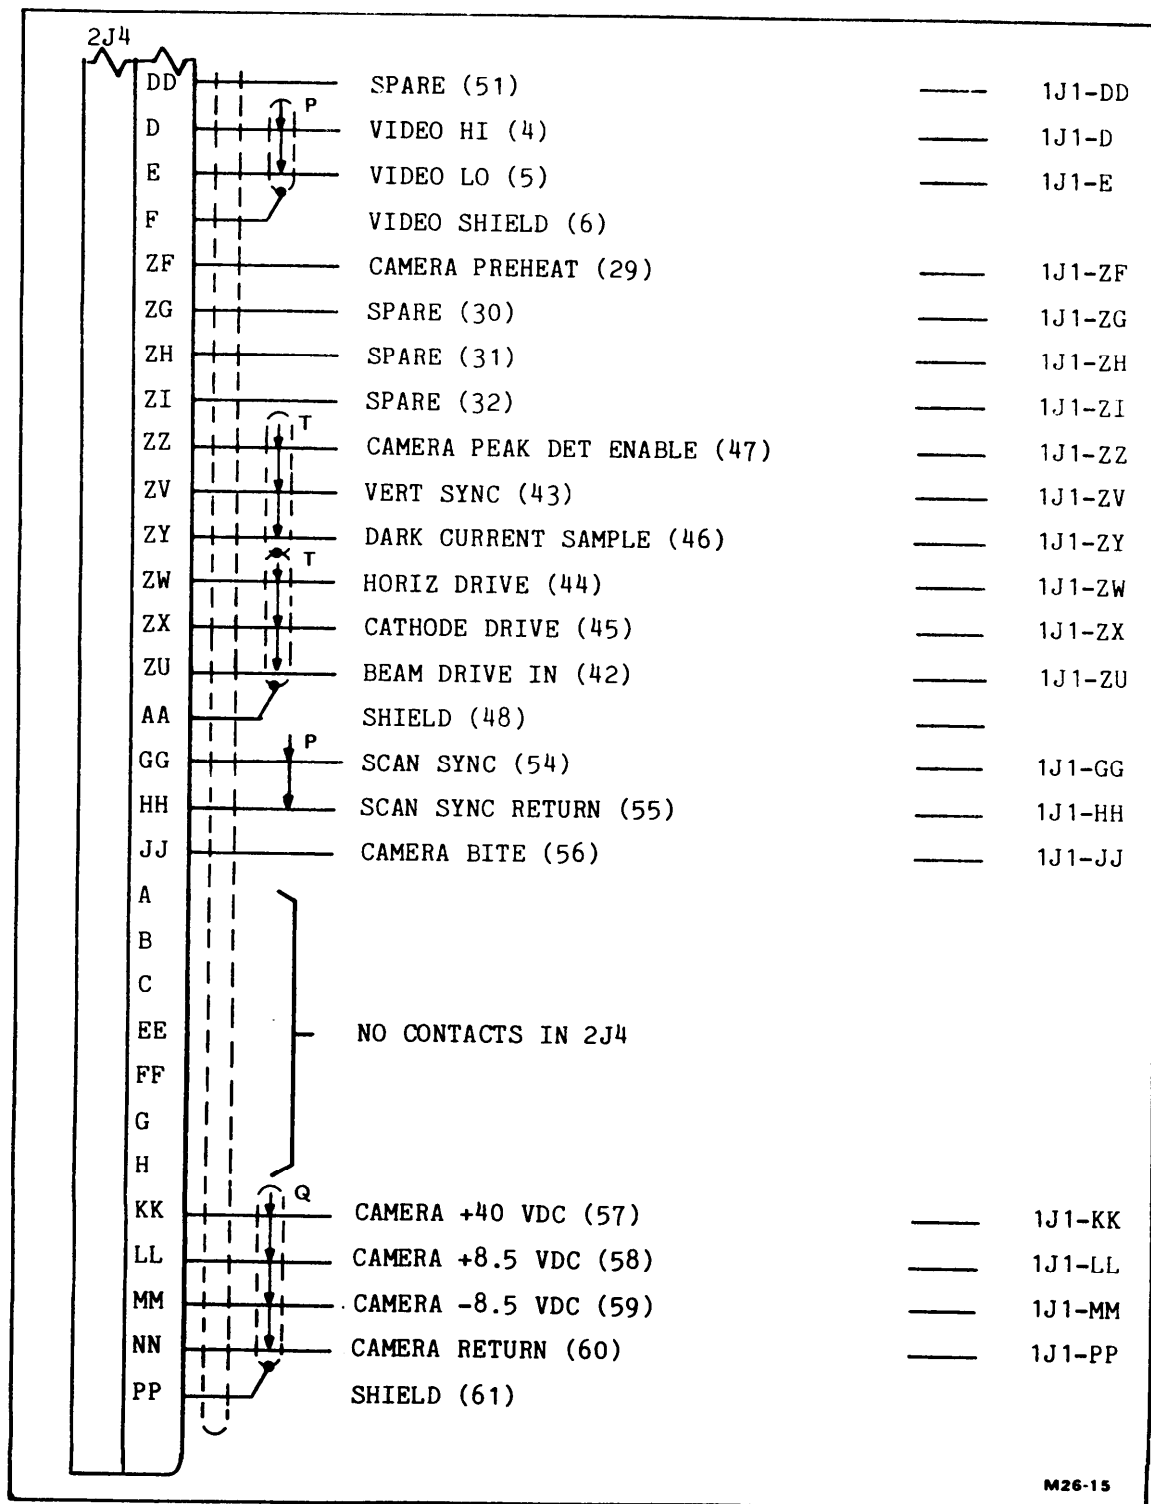 2J4
DD SPARE (51) 1J1-DD
P
D VIDEO HI (4) 1J1-D
E VIDEO LO (5) 1J1-E
F VIDEO SHIELD (6)
ZF CAMERA PREHEAT (29) 1J1-ZF
ZG SPARE (30) 1J1-ZG
ZH SPARE (31) 1J1-ZH
ZI SPARE (32) 1J1-ZI
T
ZZ CAMERA PEAK DET ENABLE (47) 1J1-ZZ
ZV VERT SYNC (43) 1J1-ZV
ZY DARK CURRENT SAMPLE (46) 1J1-ZY
T
ZW HORIZ DRIVE (44) 1J1-ZW
ZX CATHODE DRIVE (45) 1J1-ZX
ZU BEAM DRIVE IN (42) 1J1-ZU
AA SHIELD (48)
P
GG SCAN SYNC (54) 1J1-GG
HH SCAN SYNC RETURN (55) 1J1-HH
JJ CAMERA BITE (56) 1J1-JJ
A
B
C
EE NO CONTACTS IN 2J4
FF
G
H
Q
KK CAMERA +40 VDC (57) 1J1-KK
LL CAMERA +8.5 VDC (58) 1J1-LL
MM CAMERA -8.5 VDC (59) 1J1-MM
NN CAMERA RETURN (60) 1J1-PP
PP SHIELD (61)
M26-15